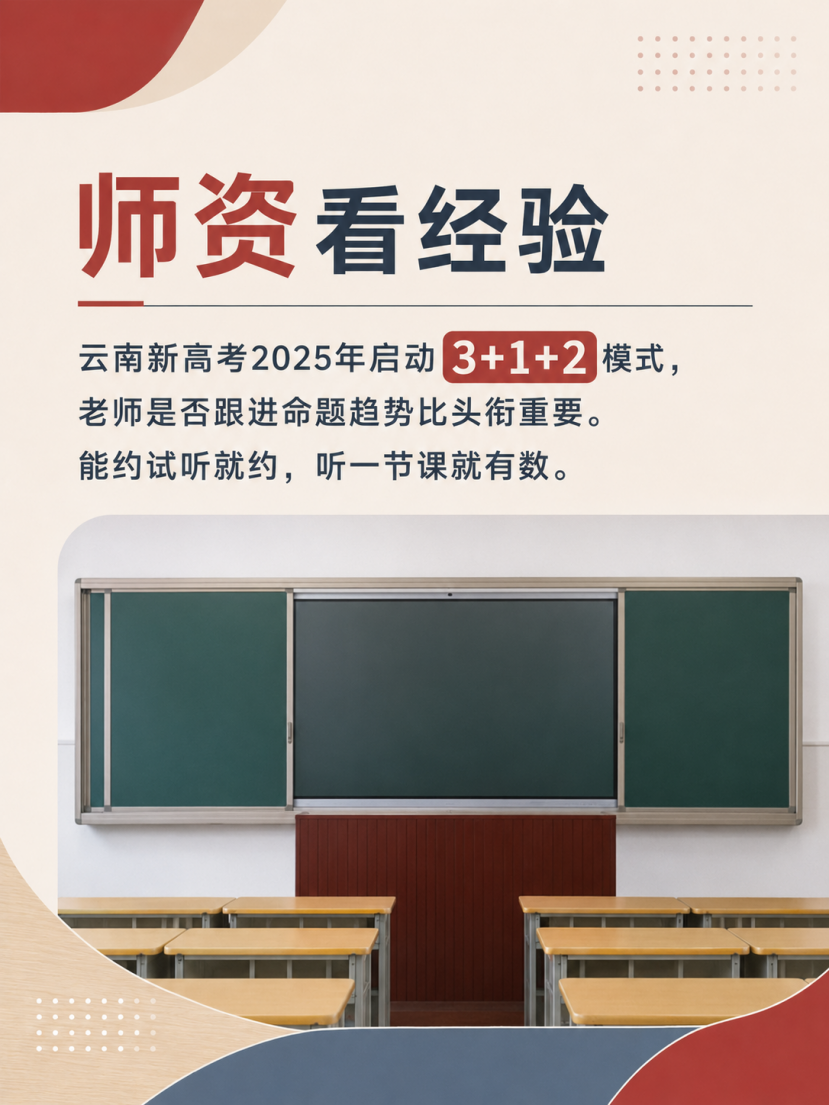 师资看经验
云南新高考2025年启动3+1+2模式，
老师是否跟进命题趋势比头衔重要。
能约试听就约，听一节课就有数。